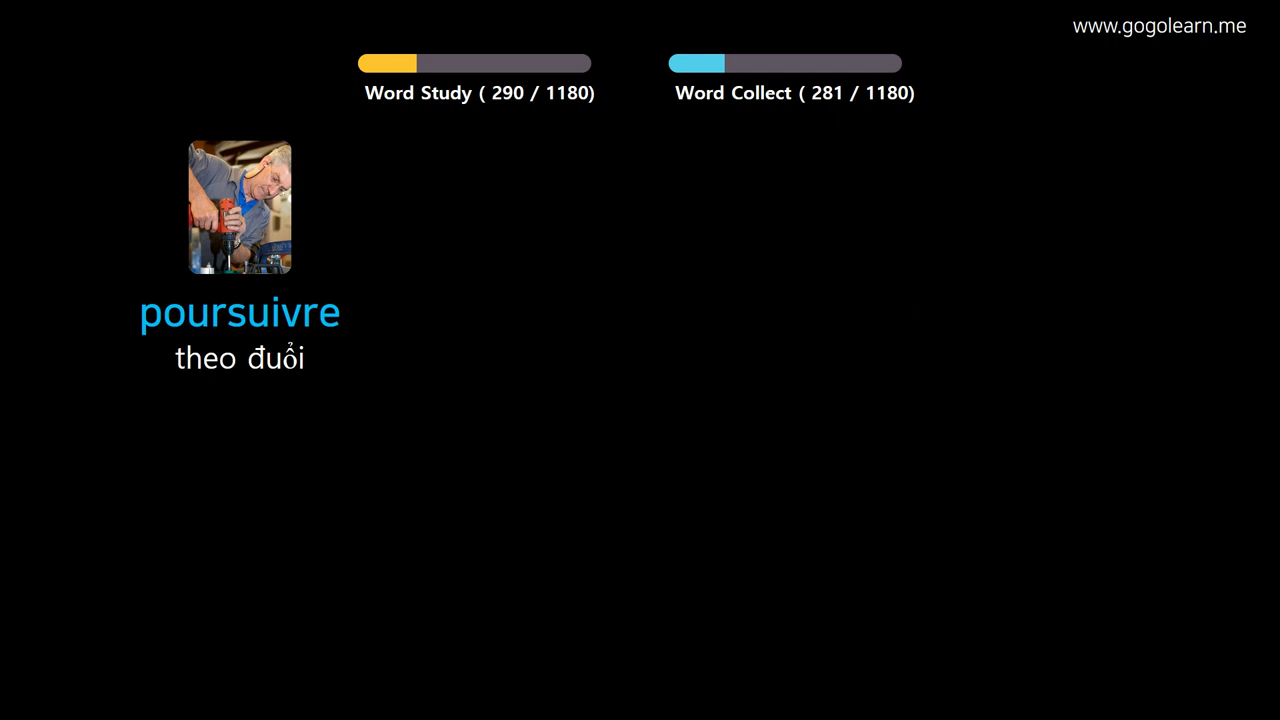 www.gogolearn.me
Word Study ( 290 / 1180)
Word Collect ( 281 / 1180)
poursuivre
theo đuổi